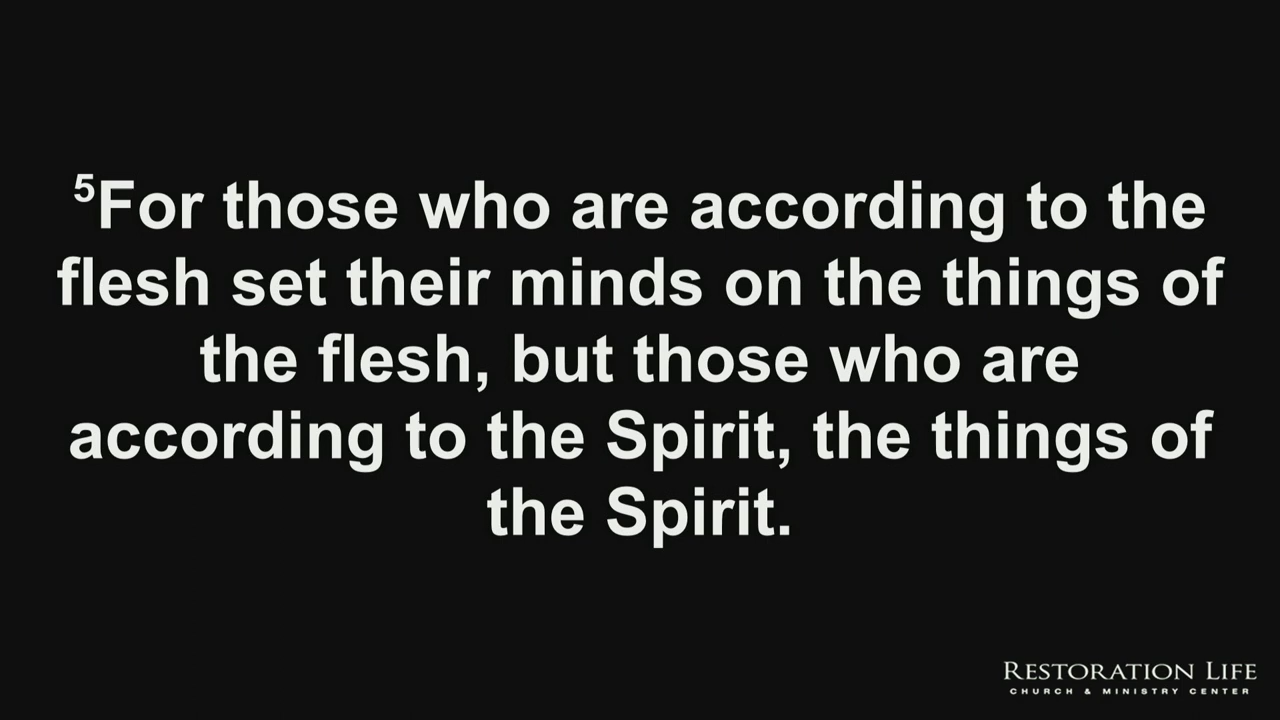 ⁵For those who are according to the
flesh set their minds on the things of
the flesh, but those who are
according to the Spirit, the things of
the Spirit.
RESTORATION LIFE
CHURCH & MINISTRY CENTER